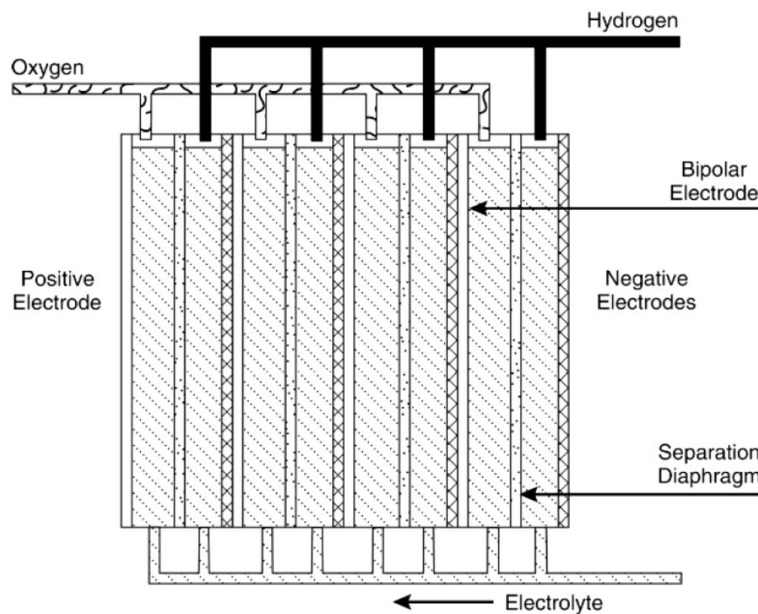 Hydrogen
Oxygen
Bipolar
Electrode
Positive
Electrode
Negative
Electrodes
Separation
Diaphragm
Electrolyte